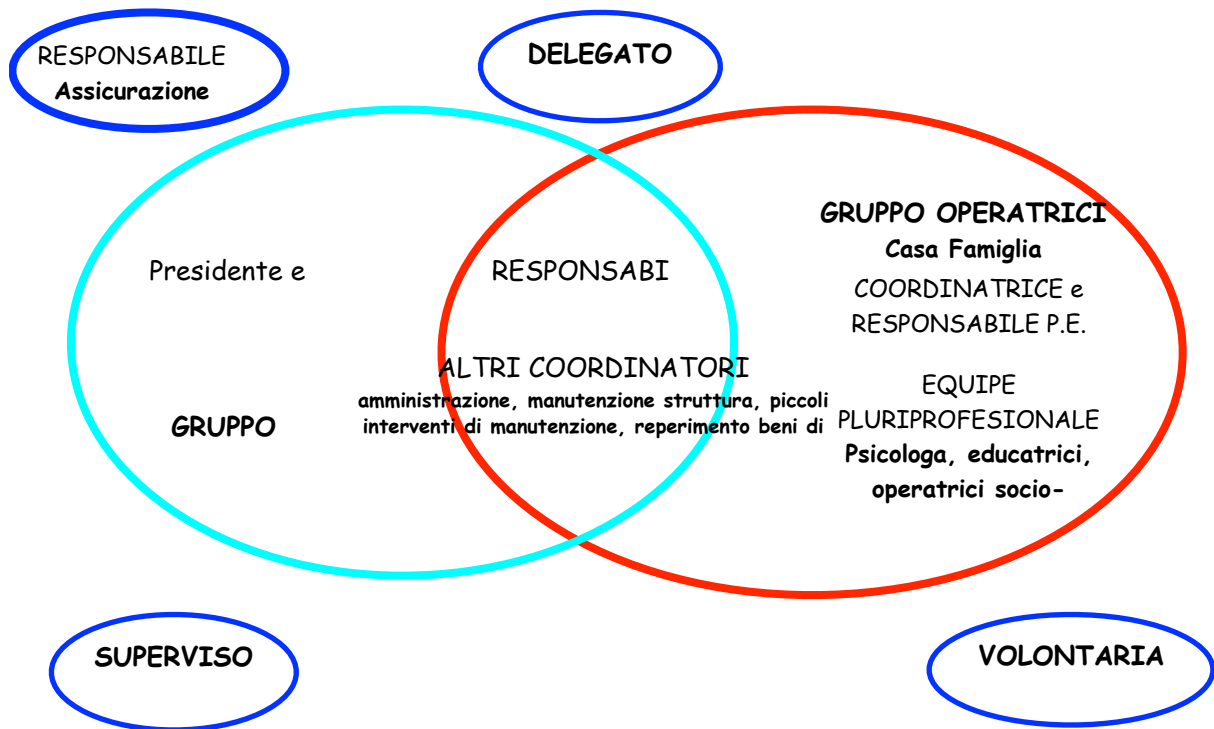 RESPONSABILE
Assicurazione
DELEGATO
Presidente e
GRUPPO
RESPONSABI
ALTRI COORDINATORI
amministrazione, manutenzione struttura, piccoli
interventi di manutenzione, reperimento beni di
GRUPPO OPERATRICI
Casa Famiglia
COORDINATRICE e
RESPONSABILE P.E.
EQUIPE
PLURIPROFESIONALE
Psicologa, educatrici,
operatrici socio-
SUPERVISO
VOLONTARIA